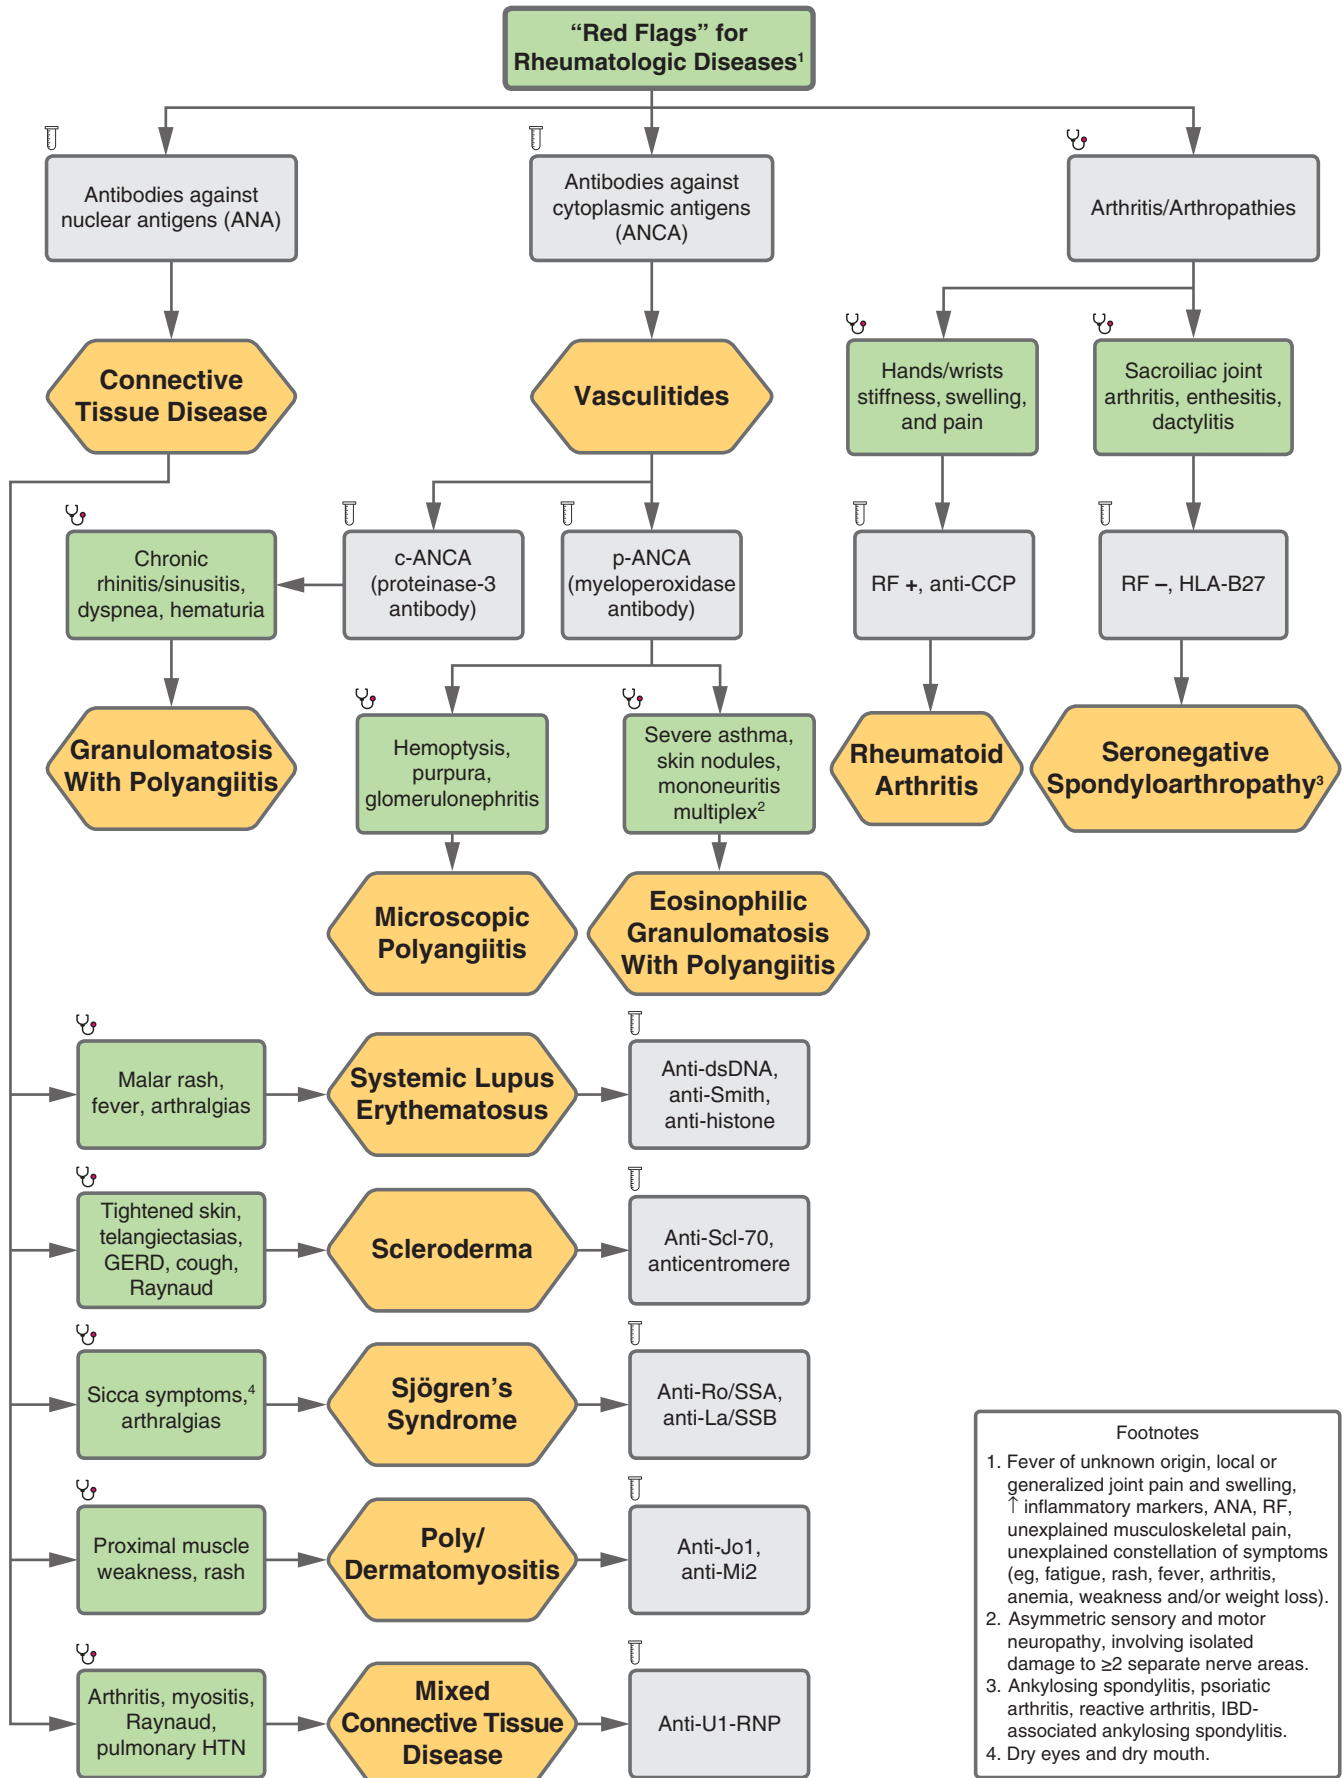 “Red Flags” for
Rheumatologic Diseases1
Antibodies against
nuclear antigens (ANA)
Antibodies against
cytoplasmic antigens
(ANCA)
Arthritis/Arthropathies
Connective
Tissue Disease
Vasculitides
Hands/wrists
stiffness, swelling,
and pain
Sacroiliac joint
arthritis, enthesitis,
dactylitis
Chronic
rhinitis/sinusitis,
dyspnea, hematuria
c-ANCA
(proteinase-3
antibody)
p-ANCA
(myeloperoxidase
antibody)
RF +, anti-CCP
RF –, HLA-B27
Granulomatosis
With Polyangiitis
Hemoptysis,
purpura,
glomerulonephritis
Severe asthma,
skin nodules,
mononeuritis
multiplex2
Rheumatoid
Arthritis
Seronegative
Spondyloarthropathy3
Microscopic
Polyangiitis
Eosinophilic
Granulomatosis
With Polyangiitis
Malar rash,
fever, arthralgias
Systemic Lupus
Erythematosus
Anti-dsDNA,
anti-Smith,
anti-histone
Tightened skin,
telangiectasias,
GERD, cough,
Raynaud
Scleroderma
Anti-Scl-70,
anticentromere
Sicca symptoms,4
arthralgias
Sjögren’s
Syndrome
Anti-Ro/SSA,
anti-La/SSB
Proximal muscle
weakness, rash
Poly/
Dermatomyositis
Anti-Jo1,
anti-Mi2
Arthritis, myositis,
Raynaud,
pulmonary HTN
Mixed
Connective Tissue
Disease
Anti-U1-RNP
Footnotes
1. Fever of unknown origin, local or
generalized joint pain and swelling,
↑ inflammatory markers, ANA, RF,
unexplained musculoskeletal pain,
unexplained constellation of symptoms
(eg, fatigue, rash, fever, arthritis,
anemia, weakness and/or weight loss).
2. Asymmetric sensory and motor
neuropathy, involving isolated
damage to ≥2 separate nerve areas.
3. Ankylosing spondylitis, psoriatic
arthritis, reactive arthritis, IBD-
associated ankylosing spondylitis.
4. Dry eyes and dry mouth.